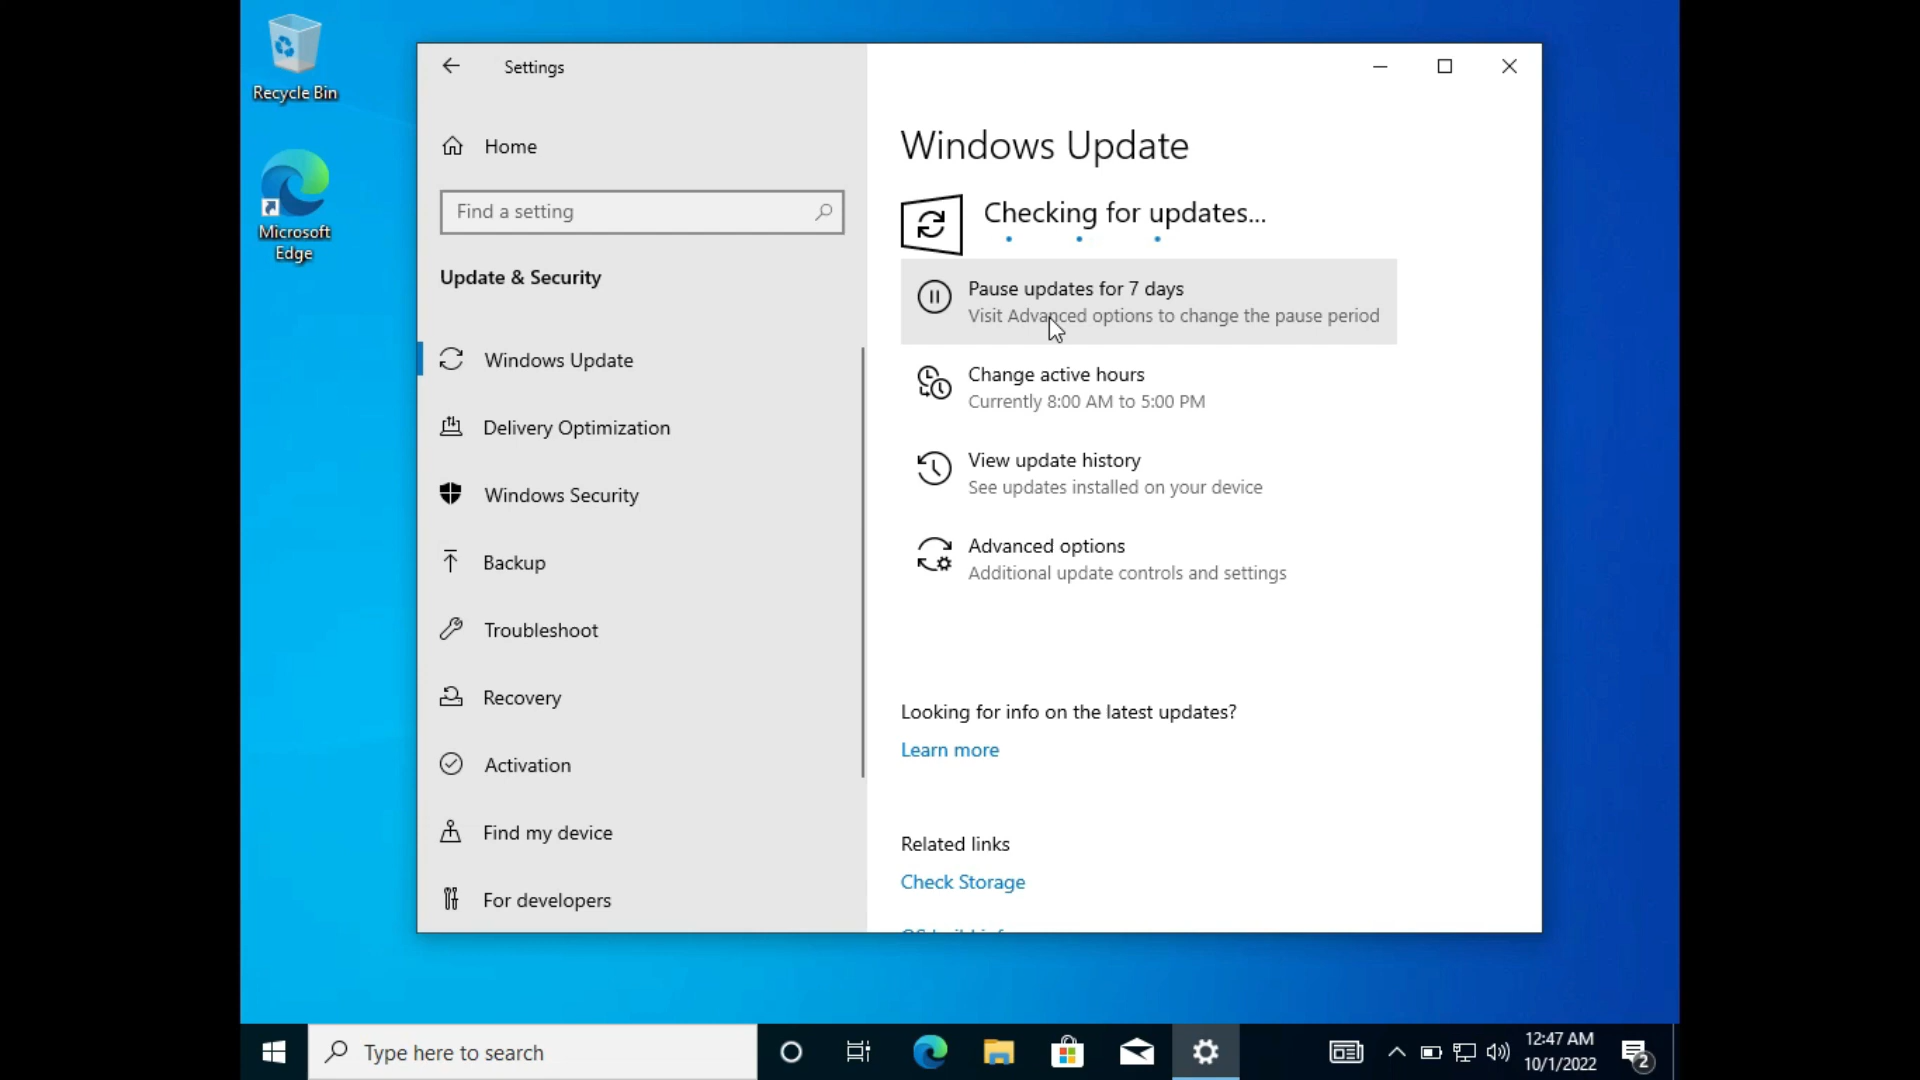 Recycle Bin
Microsoft
Edge
Settings
Home
Find a setting
Update & Security
Windows Update
Delivery Optimization
Windows Security
Backup
Troubleshoot
Recovery
Activation
Find my device
For developers
Windows Update
Checking for updates...
Pause updates for 7 days
Visit Advanced options to change the pause period
Change active hours
Currently 8:00 AM to 5:00 PM
View update history
See updates installed on your device
Advanced options
Additional update controls and settings
Looking for info on the latest updates?
Learn more
Related links
Check Storage
Type here to search
12:47 AM
10/1/2022
2